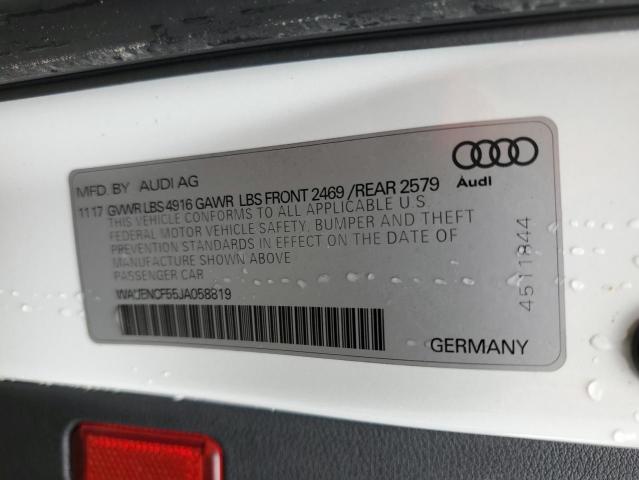 MFD. BY AUDI AG
11 17 GVWR LBS 4916 GAWR LBS FRONT 2469 / REAR 2579
THIS VEHICLE CONFORMS TO ALL APPLICABLE U S
FEDERAL MOTOR VEHICLE SAFETY, BUMPER AND THEFT
PREVENTION STANDARDS IN EFFECT ON THE DATE OF
MANUFACTURE SHOWN ABOVE
PASSENGER CAR
WAUENCF55JA058819
Audi
4511844
GERMANY